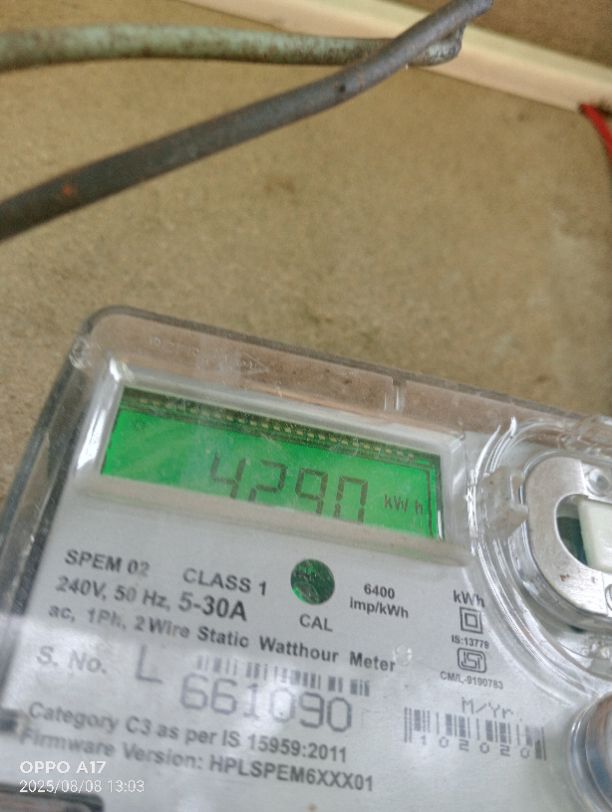 4290 kW h
SPEM 02 CLASS 1
6400
imp/kWh
kWh
240V, 50 Hz, 5-30A
CAL
IS:13779
ac, 1Ph, 2 Wire Static Watthour Meter
CM/L-9190783
S. No. L 661090
M/Yr.
102020
Category C3 as per IS 15959:2011
Firmware Version: HPLSPEM6XXX01
OPPO A17
2025/08/08 13:03